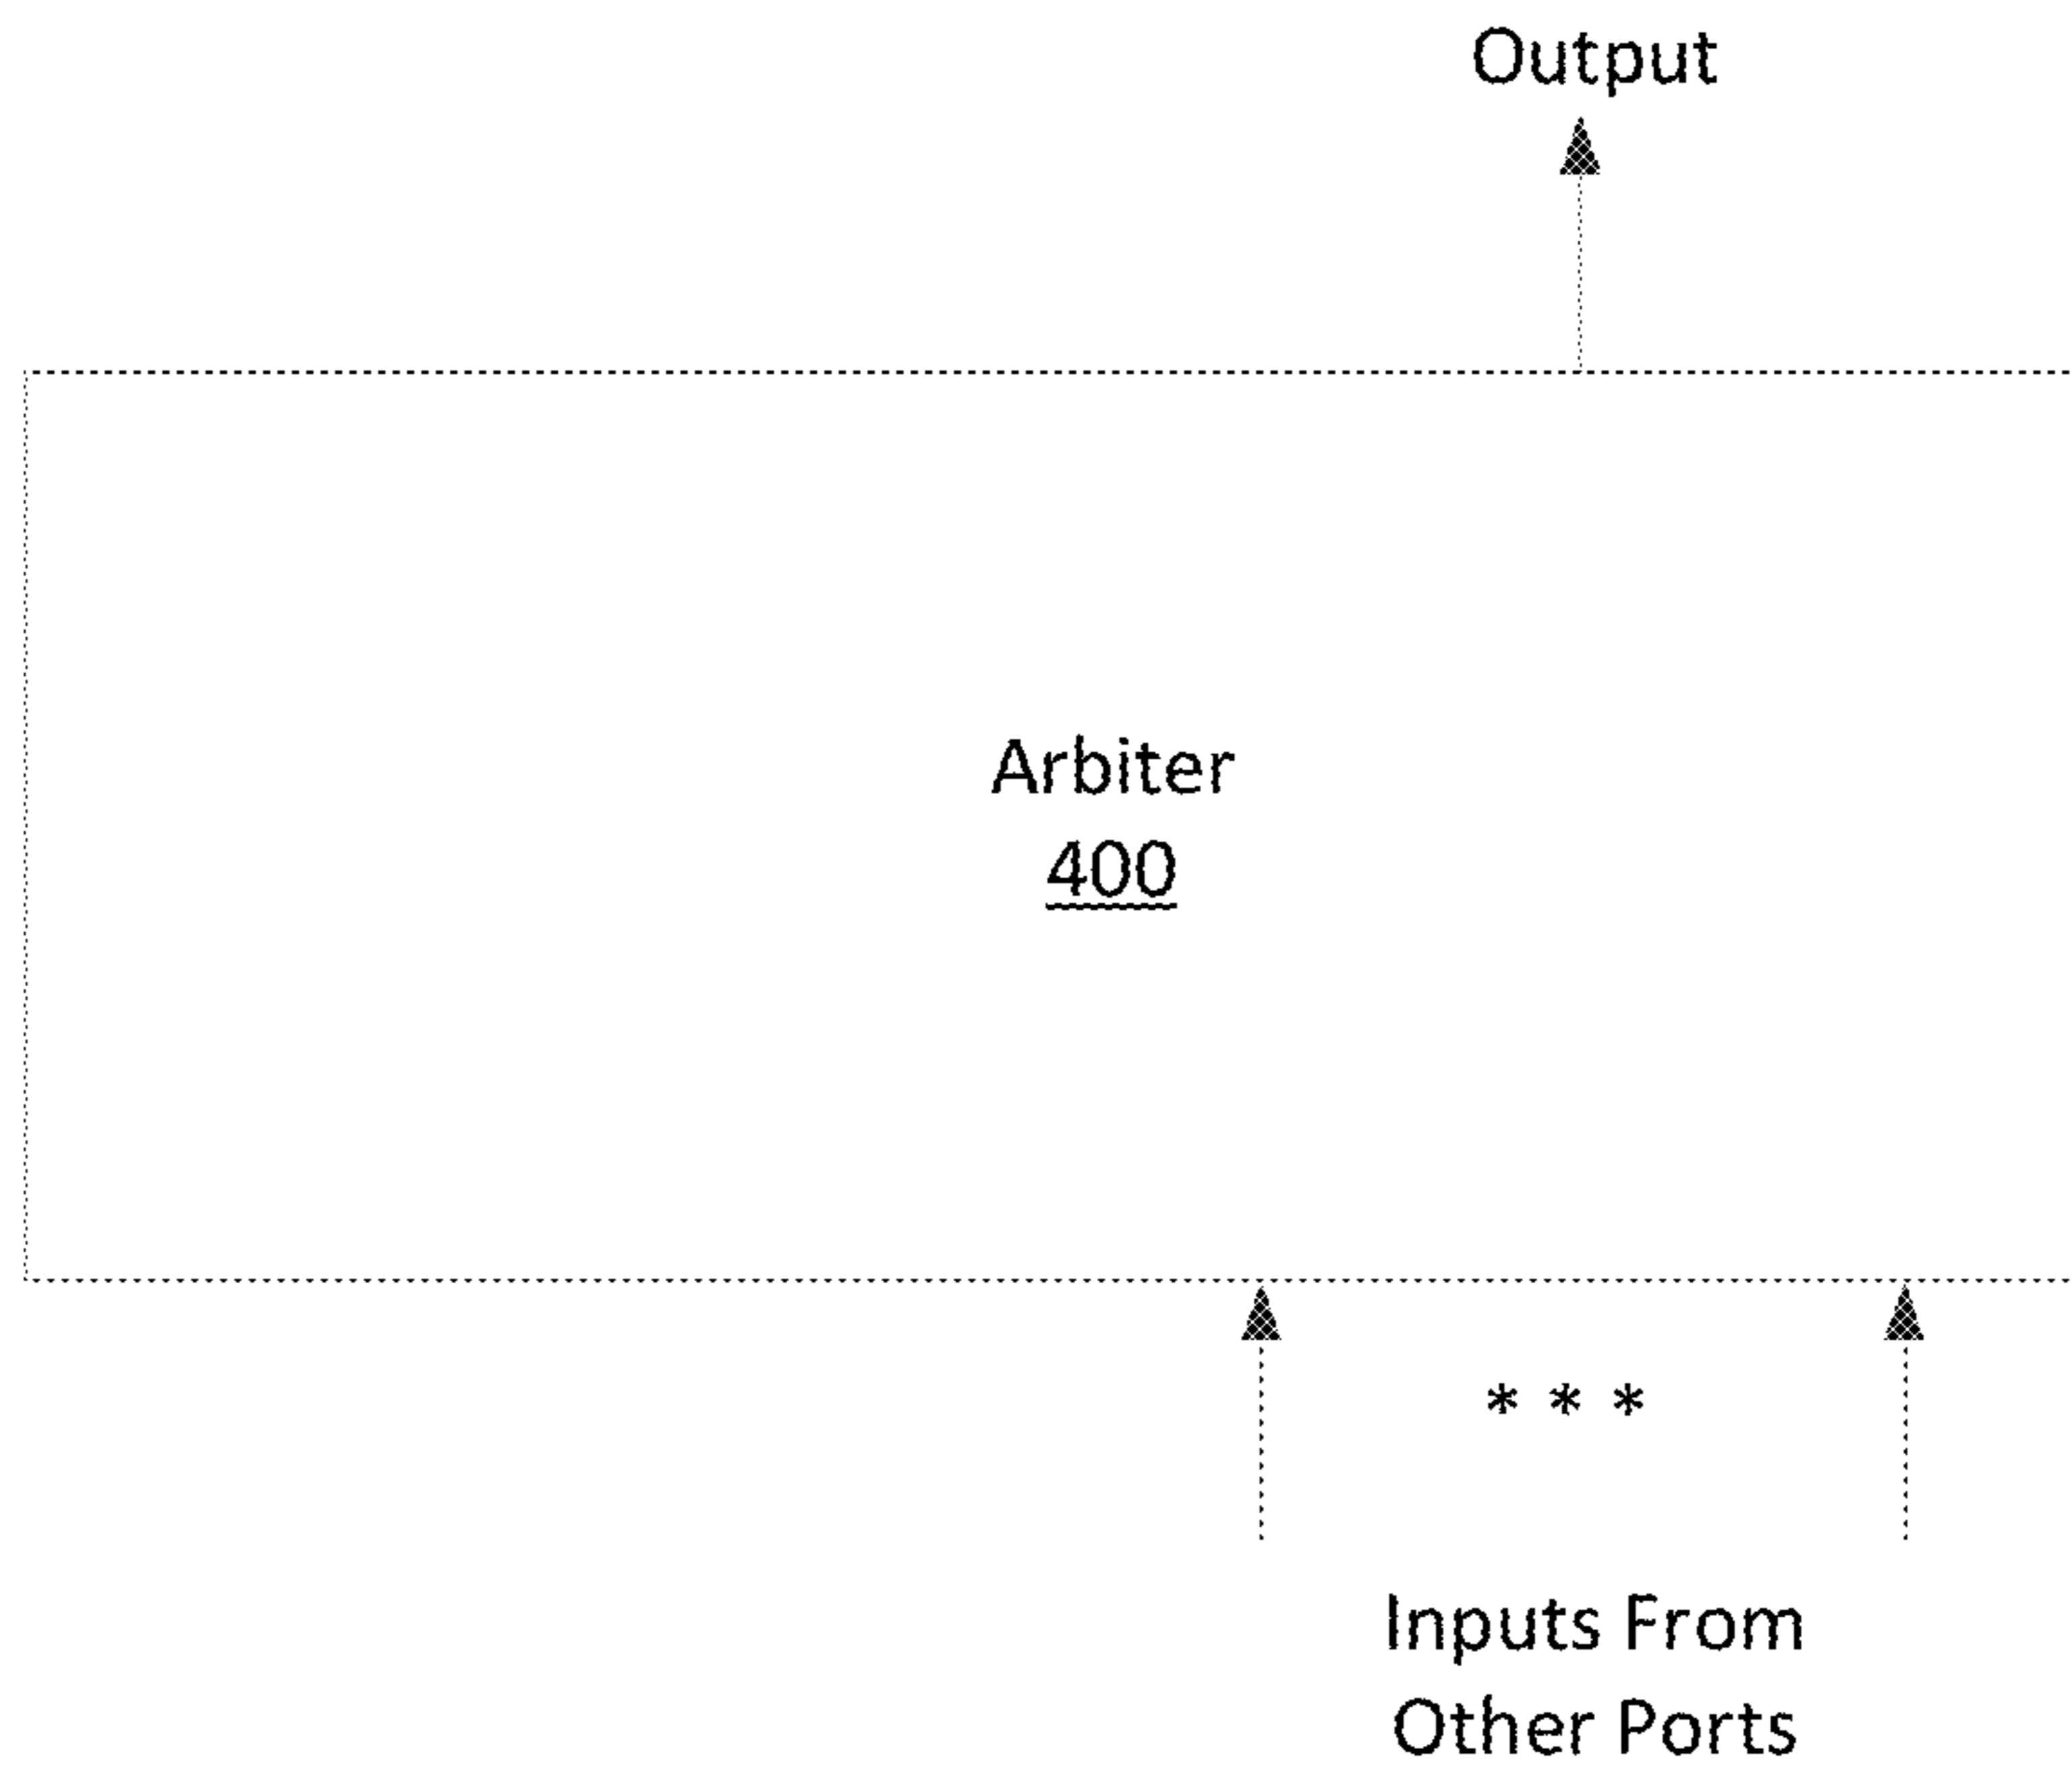 Output
Arbiter
400
* * *
Inputs From
Other Ports